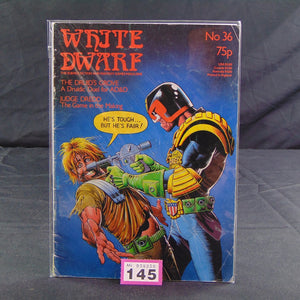 WHITE
DWARF
No 36
75p
THE DRUID'S GROVE
A Druidic Duel for AD&D
JUDGE DREDD
The Game in the Making
HE'S TOUGH...
BUT HE'S FAIR!
145